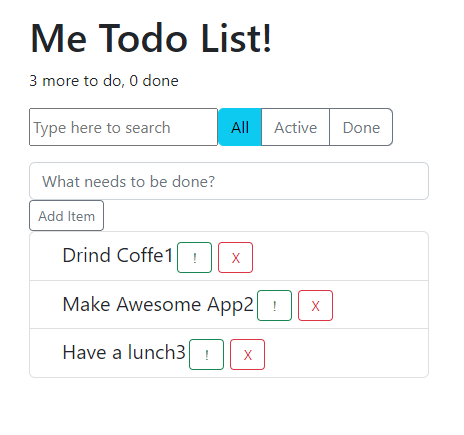 Me Todo List!
3 more to do, 0 done
Type here to search All Active Done
What needs to be done?
Add Item
Drind Coffe1 ! X
Make Awesome App2 ! X
Have a lunch3 ! X